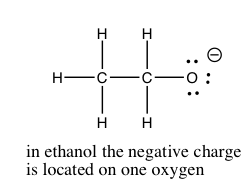 H H
H C C O ⊖
H H
in ethanol the negative charge
is located on one oxygen